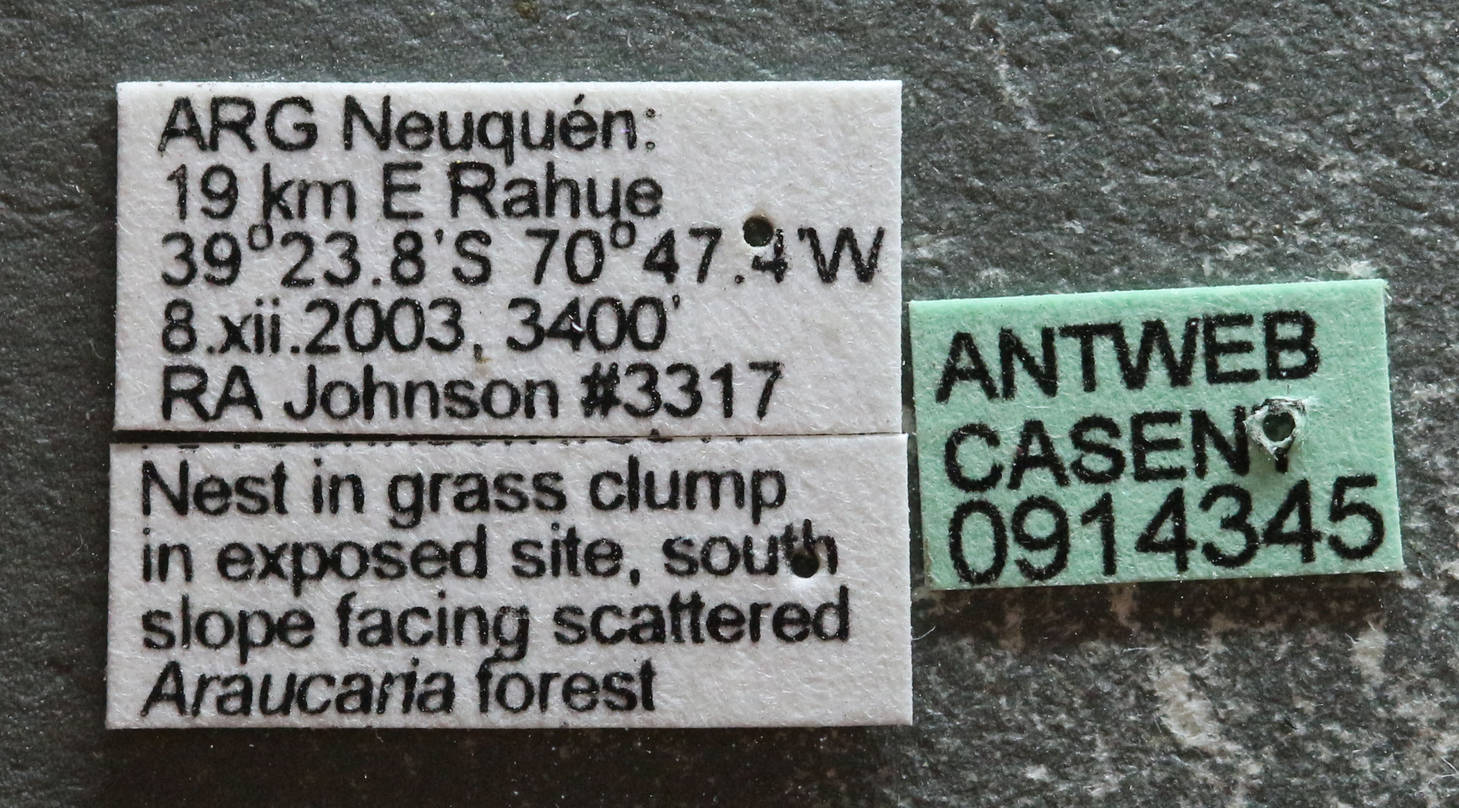 ARG Neuquén:
19 km E Rahue
39°23.8'S 70°47.4'W
8.xii.2003, 3400'
RA Johnson #3317
Nest in grass clump
in exposed site, south
slope facing scattered
Araucaria forest
ANTWEB
CASENT
0914345